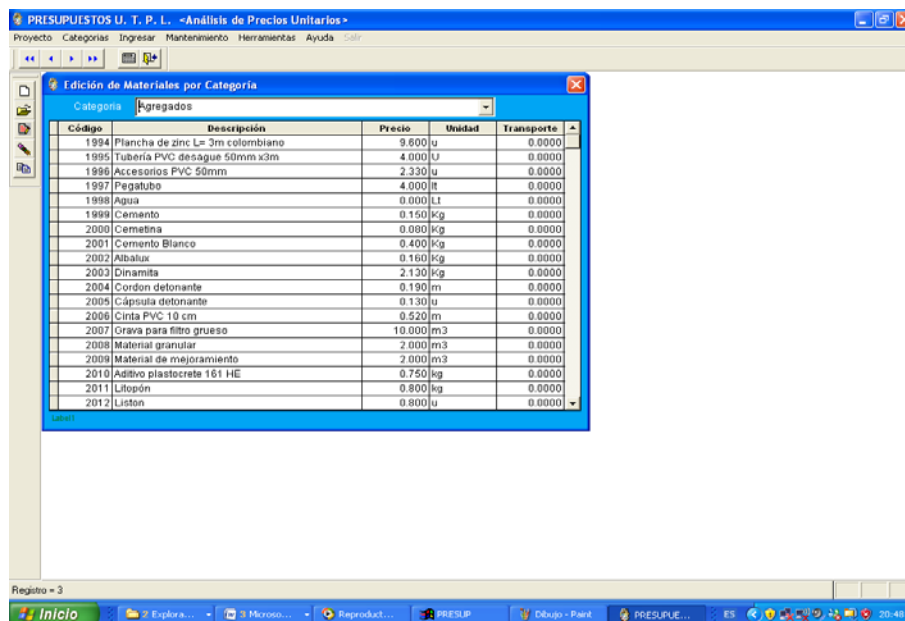 PRESUPUESTOS U. T. P. L. <Análisis de Precios Unitarios>
Proyecto Categorias Ingresar Mantenimiento Herramientas Ayuda Salir
Edición de Materiales por Categoría
Categoria Agregados
Código Descripción Precio Unidad Transporte
1994 Plancha de zinc L= 3m colombiano 9.600 u 0.0000
1995 Tubería PVC desague 50mm x3m 4.000 U 0.0000
1996 Accesorios PVC 50mm 2.330 u 0.0000
1997 Pegatubo 4.000 lt 0.0000
1998 Agua 0.000 Lt 0.0000
1999 Cemento 0.150 Kg 0.0000
2000 Cemetina 0.080 Kg 0.0000
2001 Cemento Blanco 0.400 Kg 0.0000
2002 Albalux 0.160 Kg 0.0000
2003 Dinamita 2.130 Kg 0.0000
2004 Cordon detonante 0.190 m 0.0000
2005 Cápsula detonante 0.130 u 0.0000
2006 Cinta PVC 10 cm 0.520 m 0.0000
2007 Grava para filtro grueso 10.000 m3 0.0000
2008 Material granular 2.000 m3 0.0000
2009 Material de mejoramiento 2.000 m3 0.0000
2010 Aditivo plastocrete 161 HE 0.750 kg 0.0000
2011 Litopón 0.800 kg 0.0000
2012 Liston 0.800 u 0.0000
Label1
Registro = 3
Inicio 2 Explora... 3 Microso... Reproduct... PRESUP Dibujo - Paint PRESUPUE... ES 20:48